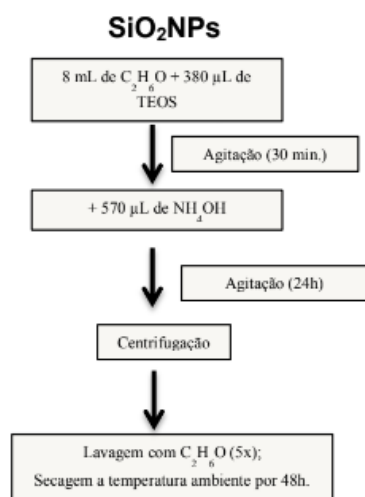 SiO₂NPs
8 mL de C₂H₆O + 380 µL de
TEOS
Agitação (30 min.)
+ 570 µL de NH₄OH
Agitação (24h)
Centrifugação
Lavagem com C₂H₆O (5x);
Secagem a temperatura ambiente por 48h.